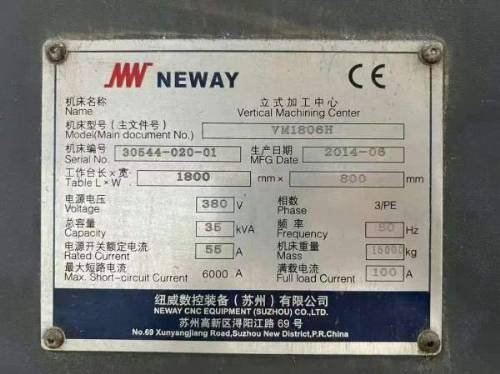 NEWAY CE
机床名称 立式加工中心
Name Vertical Machining Center
机床型号(主文件号) VM1806H
Model(Main document No.)
机床编号 30544-020-01 生产日期 2014-06
Serial No. MFG Date
工作台长×宽 1800 mm× 800 mm
Table L×W
电源电压 380 V 相数 3/PE
Voltage Phase
总容量 35 kVA 频率 50 Hz
Capacity Frequency
电源开关额定电流 55 A 机床重量 15000 kg
Rated Current Mass
最大短路电流 6000 A 满载电流 100 A
Max. Short-circuit Current Full load Current
纽威数控装备(苏州)有限公司
NEWAY CNC EQUIPMENT (SUZHOU) CO.,LTD.
苏州高新区浔阳江路 69 号
No.69 Xunyangjiang Road,Suzhou New District,P.R.China